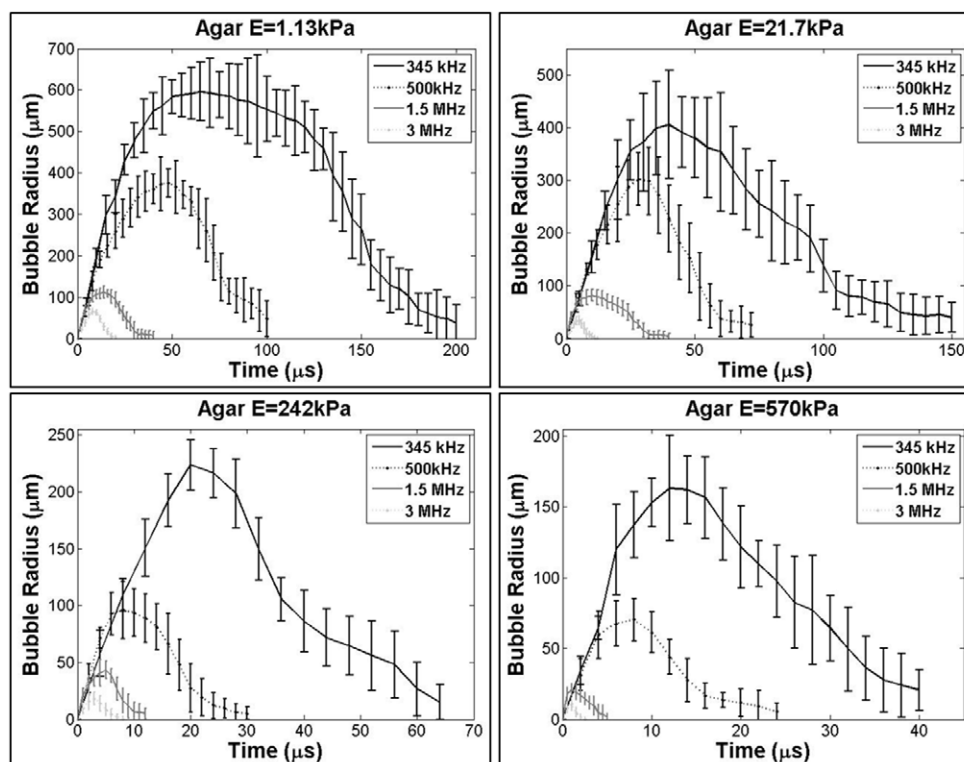 Agar E=1.13kPa
700
600
500
400
300
200
100
0
0
50
100
150
200
Bubble Radius (μm)
Time (μs)
345 kHz
500kHz
1.5 MHz
3 MHz
Agar E=21.7kPa
500
400
300
200
100
0
0
50
100
150
Bubble Radius (μm)
Time (μs)
345 kHz
500kHz
1.5 MHz
3 MHz
Agar E=242kPa
250
200
150
100
50
0
0
20
40
60
70
Bubble Radius (μm)
Time (μs)
345 kHz
500kHz
1.5 MHz
3 MHz
Agar E=570kPa
200
150
100
50
0
0
10
20
30
40
Bubble Radius (μm)
Time (μs)
345 kHz
500kHz
1.5 MHz
3 MHz